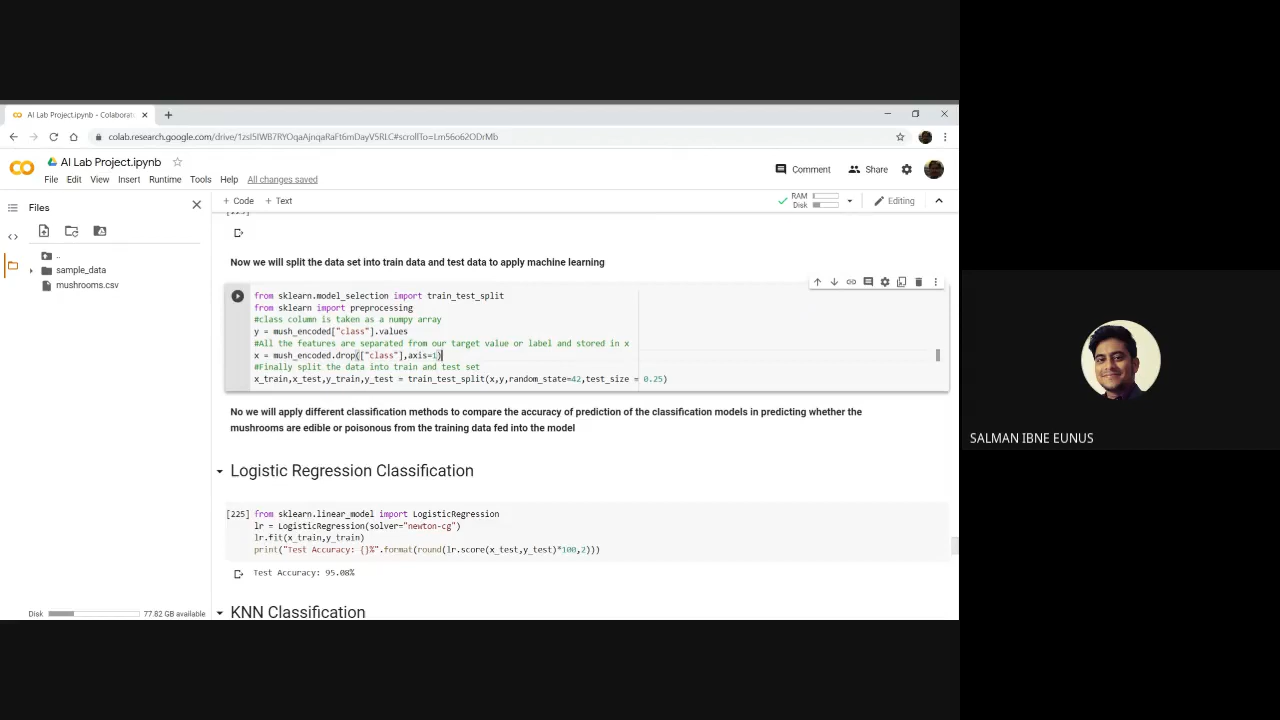 AI Lab Project.ipynb - Colaborato
colab.research.google.com/drive/1zsI5IWB7RYOqaAjnqaRaFt6mDayV5RLC#scrollTo=Lm56o62ODrMb
AI Lab Project.ipynb
Comment
Share
File Edit View Insert Runtime Tools Help All changes saved
Files
+ Code + Text
RAM
Disk
Editing
..
sample_data
mushrooms.csv
Now we will split the data set into train data and test data to apply machine learning
from sklearn.model_selection import train_test_split
from sklearn import preprocessing
#class column is taken as a numpy array
y = mush_encoded["class"].values
#All the features are separated from our target value or label and stored in x
x = mush_encoded.drop(["class"],axis=1)
#Finally split the data into train and test set
x_train,x_test,y_train,y_test = train_test_split(x,y,random_state=42,test_size = 0.25)
No we will apply different classification methods to compare the accuracy of prediction of the classification models in predicting whether the
mushrooms are edible or poisonous from the training data fed into the model
Logistic Regression Classification
[225] from sklearn.linear_model import LogisticRegression
lr = LogisticRegression(solver="newton-cg")
lr.fit(x_train,y_train)
print("Test Accuracy: {}%".format(round(lr.score(x_test,y_test)*100,2)))
Test Accuracy: 95.08%
KNN Classification
Disk 77.82 GB available
SALMAN IBNE EUNUS